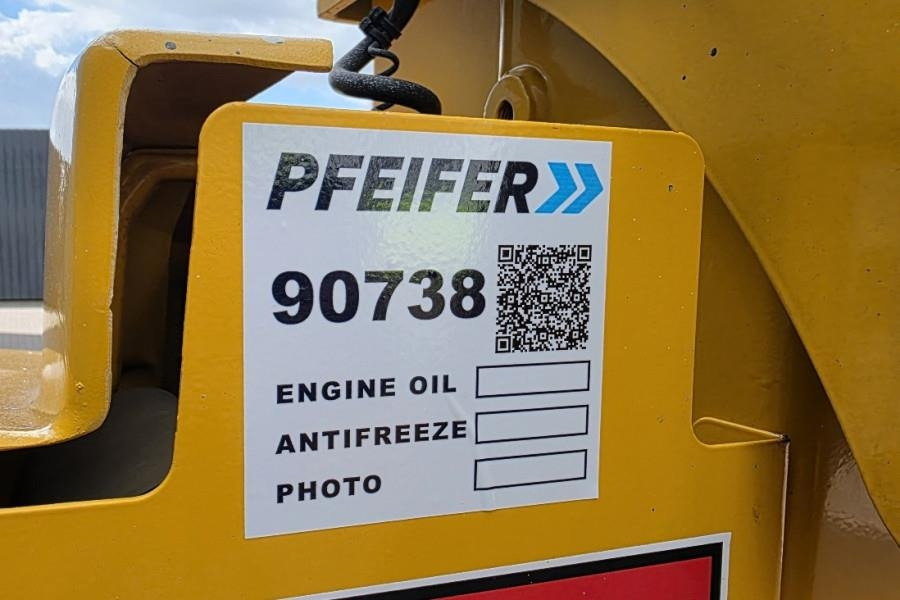 PFEIFER
90738
ENGINE OIL
ANTIFREEZE
PHOTO